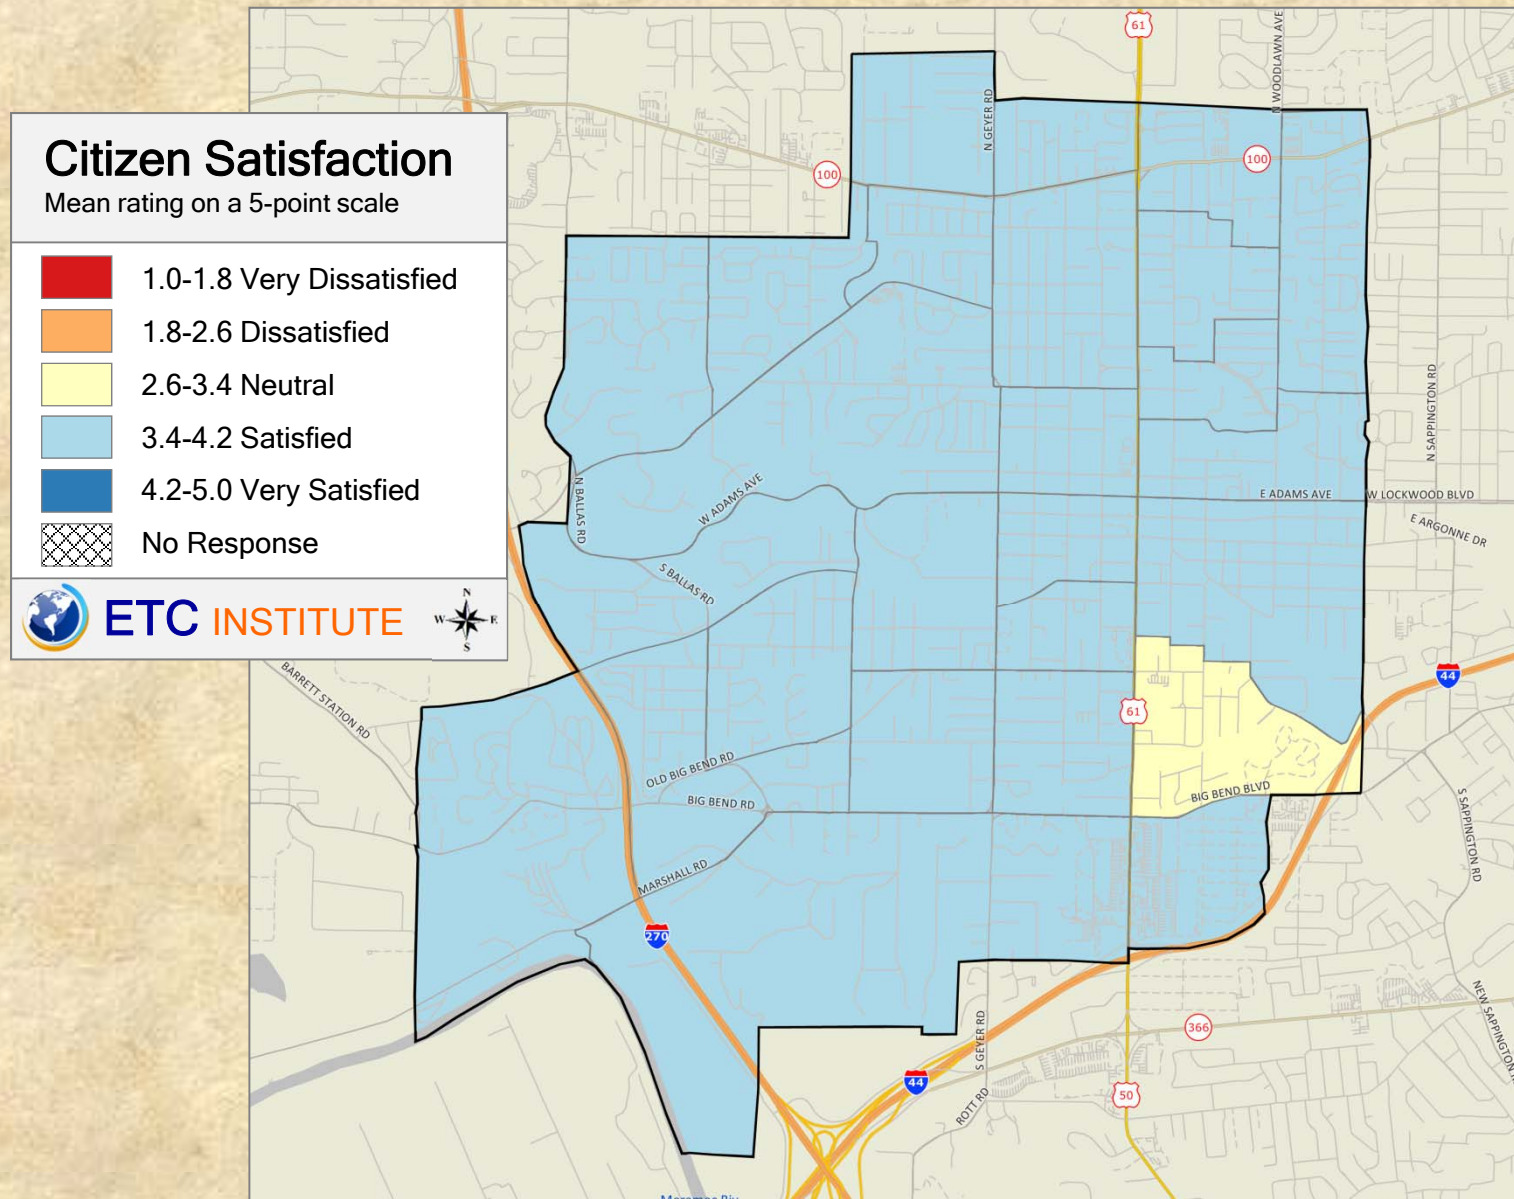 61
N WOODLAWN AVE
N GEYER RD
100
100
Citizen Satisfaction
Mean rating on a 5-point scale
1.0-1.8 Very Dissatisfied
1.8-2.6 Dissatisfied
2.6-3.4 Neutral
3.4-4.2 Satisfied
4.2-5.0 Very Satisfied
No Response
ETC INSTITUTE
N
W E
S
N SAPPINGTON RD
N BALLAS RD
W ADAMS AVE
E ADAMS AVE
W LOCKWOOD BLVD
E ARGONNE DR
S BALLAS RD
BARRETT STATION RD
44
61
OLD BIG BEND RD
BIG BEND RD
BIG BEND BLVD
S SAPPINGTON RD
MARSHALL RD
270
NEW SAPPINGTON
S GEYER RD
366
44
50
ROTT RD